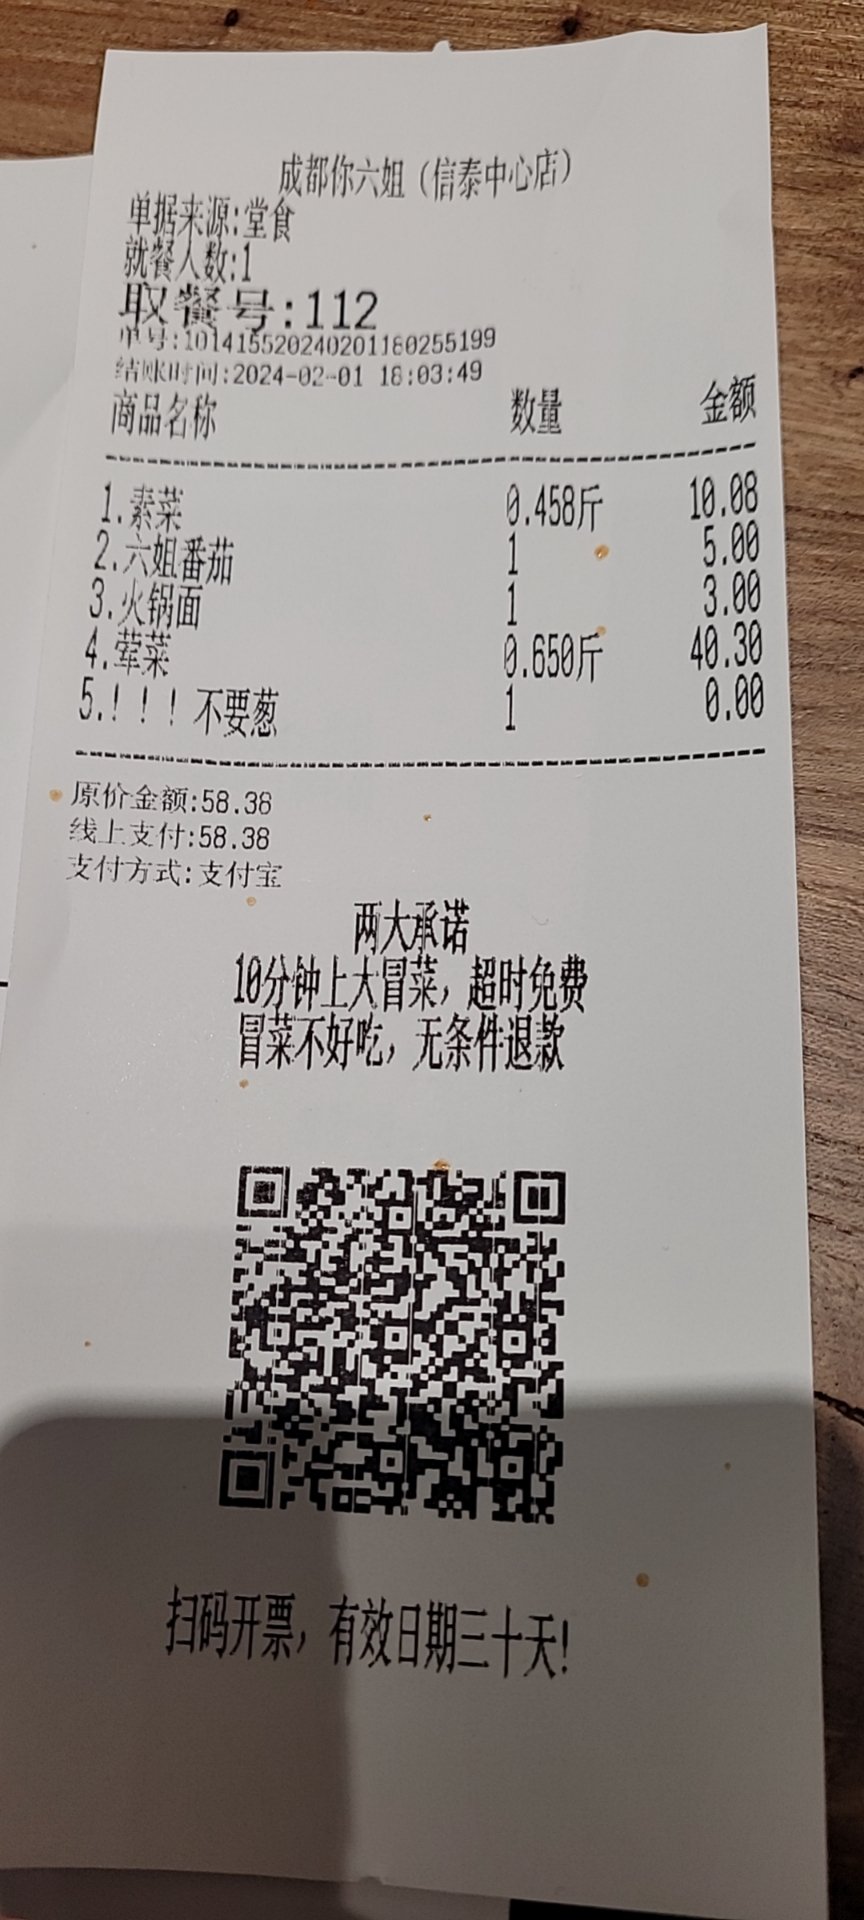 成都你六姐（信泰中心店）
单据来源:堂食
就餐人数:1
取餐号:112
单号:101415520240201180255199
结账时间:2024-02-01 18:03:49
商品名称 数量 金额
1.素菜 0.458斤 10.08
2.六姐番茄 1 5.00
3.火锅面 1 3.00
4.荤菜 0.650斤 40.30
5.！！！不要葱 1 0.00
原价金额:58.38
线上支付:58.38
支付方式:支付宝
两大承诺
10分钟上大冒菜，超时免费
冒菜不好吃，无条件退款
扫码开票，有效日期三十天!